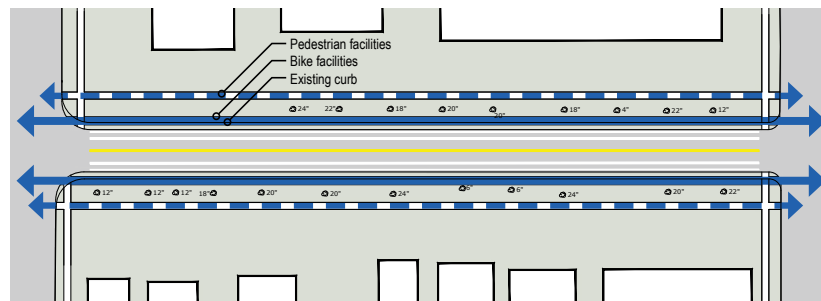 Pedestrian facilities
Bike facilities
Existing curb
24" 22" 18" 20" 20" 18" 4" 22" 12"
12" 12" 12" 18" 20" 20" 24" 6" 6" 24" 20" 22"